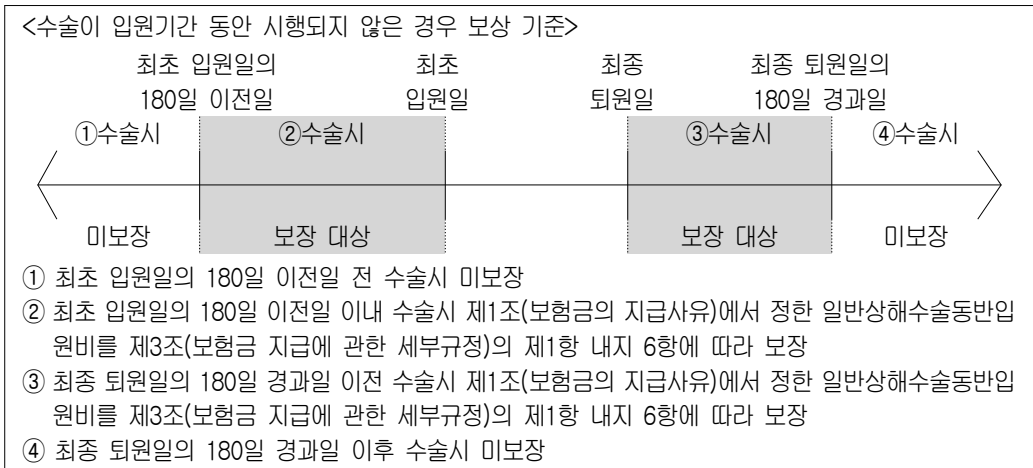 <수술이 입원기간 동안 시행되지 않은 경우 보상 기준>
최초 입원일의 최초 최종 최종 퇴원일의
180일 이전일 입원일 퇴원일 180일 경과일
①수술시 ②수술시 ③수술시 ④수술시
미보장 보장 대상 보장 대상 미보장
① 최초 입원일의 180일 이전일 전 수술시 미보장
② 최초 입원일의 180일 이전일 이내 수술시 제1조(보험금의 지급사유)에서 정한 일반상해수술동반입
원비를 제3조(보험금 지급에 관한 세부규정)의 제1항 내지 6항에 따라 보장
③ 최종 퇴원일의 180일 경과일 이전 수술시 제1조(보험금의 지급사유)에서 정한 일반상해수술동반입
원비를 제3조(보험금 지급에 관한 세부규정)의 제1항 내지 6항에 따라 보장
④ 최종 퇴원일의 180일 경과일 이후 수술시 미보장